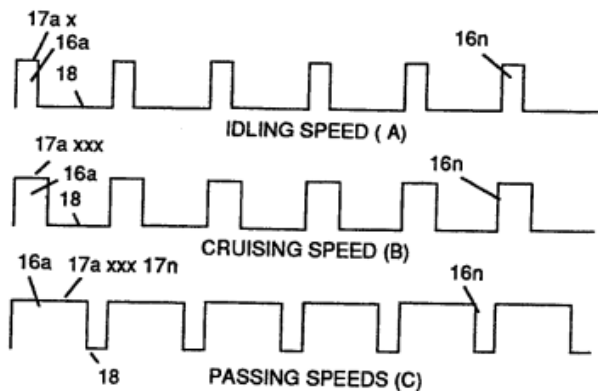 17a x
16a
18
16n
IDLING SPEED ( A)
17a xxx
16a
18
16n
CRUISING SPEED (B)
16a
17a xxx 17n
16n
18
PASSING SPEEDS (C)